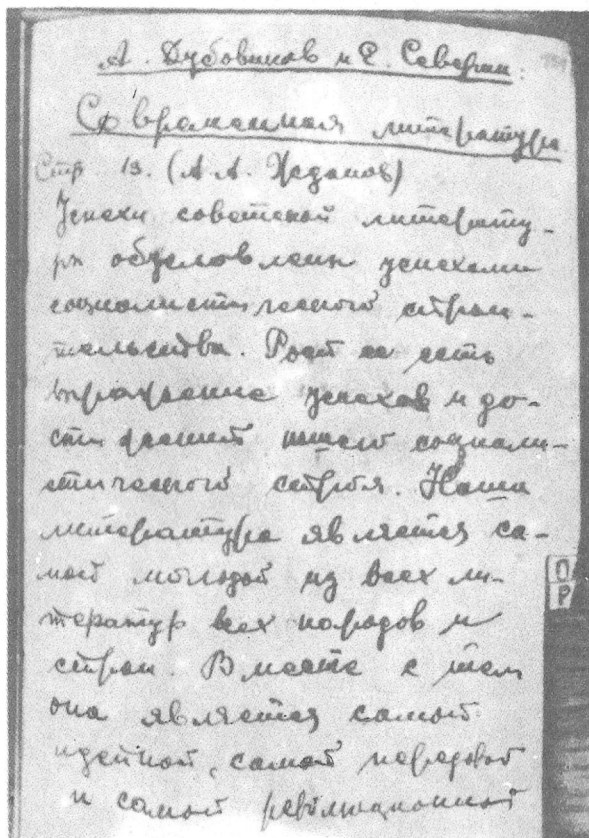 А. Дубовиков и Е. Северин.
Современная литература
Стр 13. (А. А. Жданов)
Успехи советской литерату-
ры обусловлены успехами
социалистического строи-
тельства. Рост ее есть
выражение успехов и до-
стижений нашего социали-
стического строя. Наша
литература является са-
мой молодой из всех ли-
тератур всех народов и
стран. Вместе с тем
она является самой
идейной, самой передовой
и самой революционной
П
Р